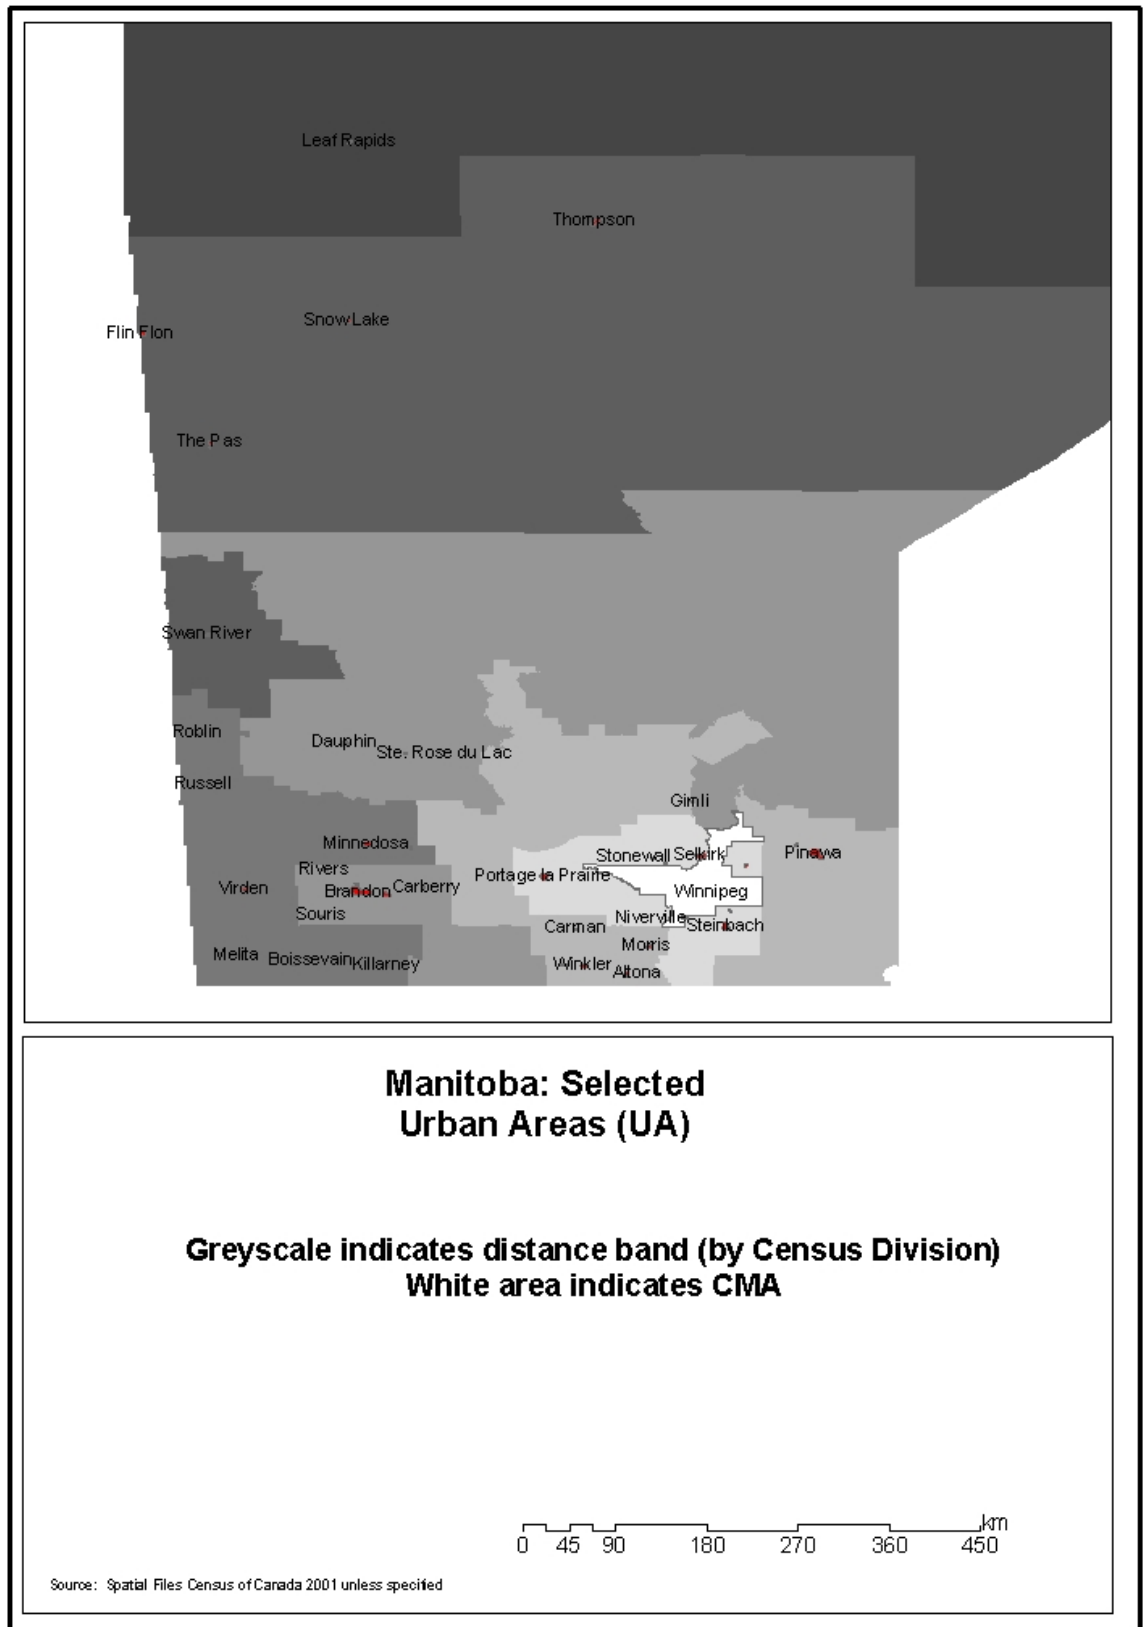 Leaf Rapids
Thompson
Snow Lake
Flin Flon
The Pas
Swan River
Roblin
Dauphin
Ste. Rose du Lac
Russell
Gimli
Minnedosa
Stonewall
Selkirk
Pinawa
Rivers
Portage la Prairie
Virden
Brandon
Carberry
Winnipeg
Souris
Niverville
Steinbach
Carman
Morris
Melita
Boissevain
Killarney
Winkler
Altona
Manitoba: Selected
Urban Areas (UA)
Greyscale indicates distance band (by Census Division)
White area indicates CMA
km
0 45 90 180 270 360 450
Source: Spatial Files Census of Canada 2001 unless specified